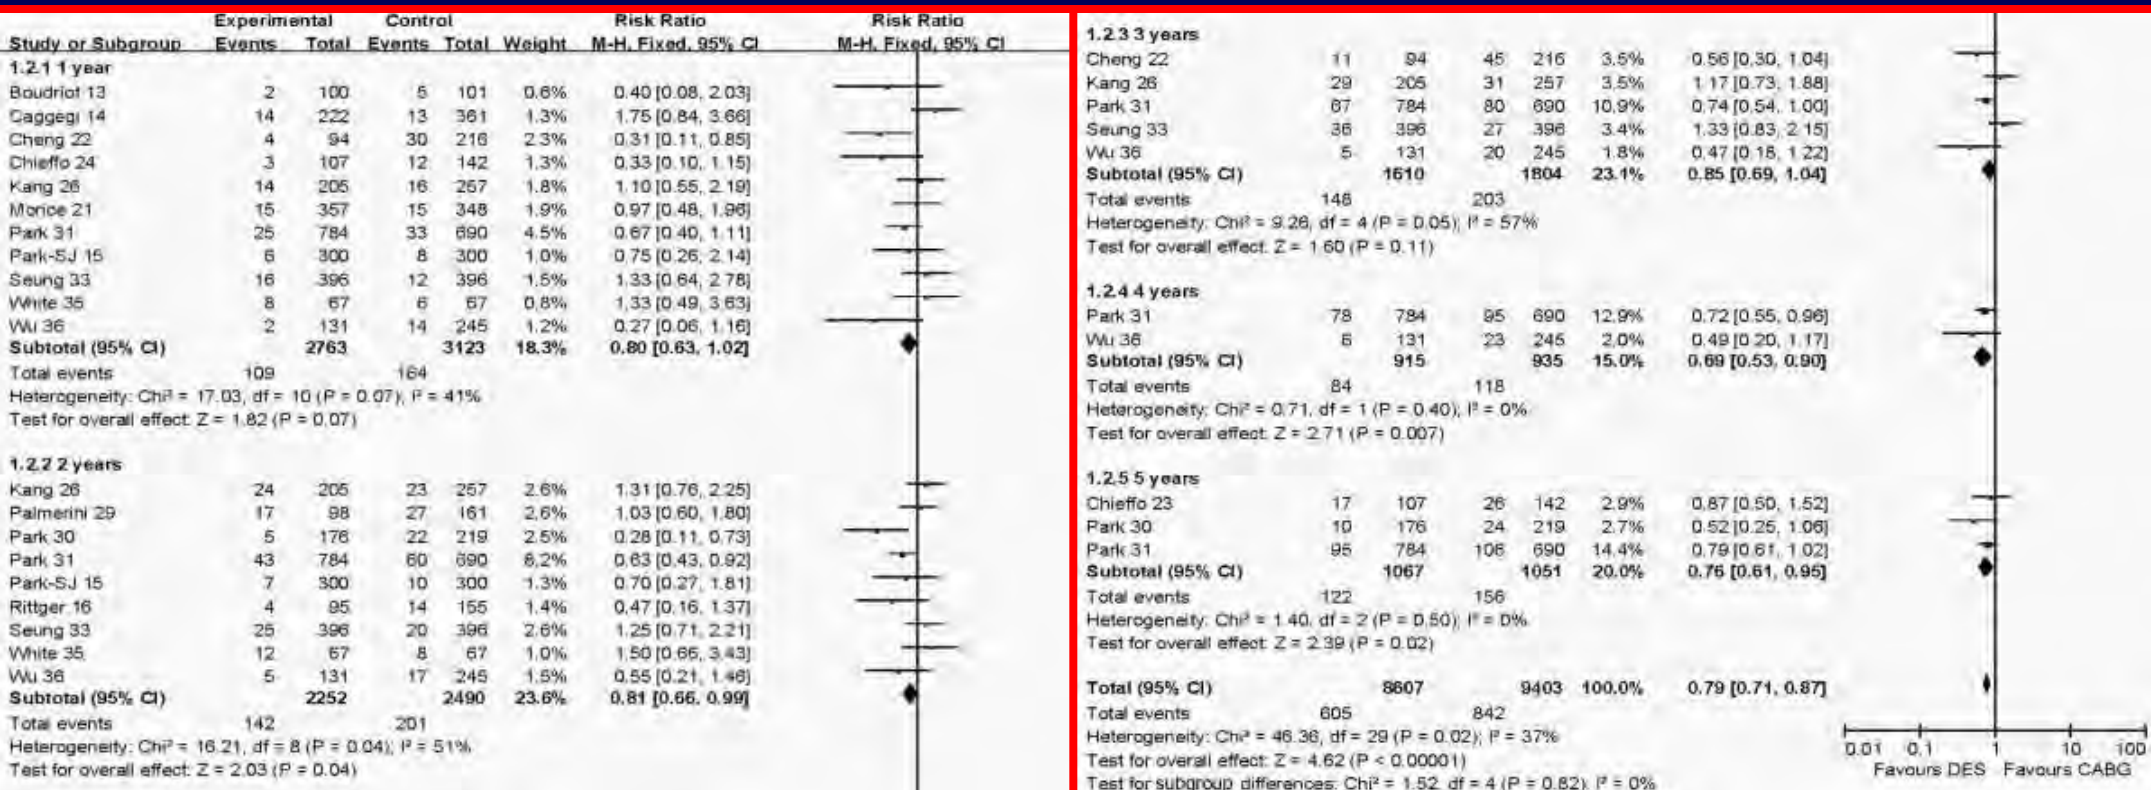 Experimental Control Risk Ratio Risk Ratio
Study or Subgroup Events Total Events Total Weight M-H, Fixed, 95% CI M-H, Fixed, 95% CI
1.2.1 1 year
Boudriot 13 2 100 5 101 0.6% 0.40 [0.08, 2.03]
Caggegi 14 14 222 13 361 1.3% 1.75 [0.84, 3.66]
Cheng 22 4 94 30 216 2.3% 0.31 [0.11, 0.85]
Chieffo 24 3 107 12 142 1.3% 0.33 [0.10, 1.15]
Kang 26 14 205 16 257 1.8% 1.10 [0.55, 2.19]
Morice 21 15 357 15 348 1.9% 0.97 [0.48, 1.96]
Park 31 25 784 33 690 4.5% 0.67 [0.40, 1.11]
Park-SJ 15 6 300 8 300 1.0% 0.75 [0.26, 2.14]
Seung 33 16 396 12 396 1.5% 1.33 [0.64, 2.78]
White 35 8 67 6 67 0.8% 1.33 [0.49, 3.63]
Wu 36 2 131 14 245 1.2% 0.27 [0.06, 1.16]
Subtotal (95% CI) 2763 3123 18.3% 0.80 [0.63, 1.02]
Total events 109 164
Heterogeneity: Chi² = 17.03, df = 10 (P = 0.07); I² = 41%
Test for overall effect: Z = 1.82 (P = 0.07)
1.2.2 2 years
Kang 26 24 205 23 257 2.6% 1.31 [0.76, 2.25]
Palmerini 29 17 98 27 161 2.6% 1.03 [0.60, 1.80]
Park 30 5 176 22 219 2.5% 0.28 [0.11, 0.73]
Park 31 43 784 60 690 8.2% 0.63 [0.43, 0.92]
Park-SJ 15 7 300 10 300 1.3% 0.70 [0.27, 1.81]
Rittger 16 4 95 14 155 1.4% 0.47 [0.16, 1.37]
Seung 33 25 396 20 396 2.6% 1.25 [0.71, 2.21]
White 35 12 67 8 67 1.0% 1.50 [0.66, 3.43]
Wu 36 5 131 17 245 1.5% 0.55 [0.21, 1.46]
Subtotal (95% CI) 2252 2490 23.6% 0.81 [0.66, 0.99]
Total events 142 201
Heterogeneity: Chi² = 16.21, df = 8 (P = 0.04); I² = 51%
Test for overall effect: Z = 2.03 (P = 0.04)
1.2.3 3 years
Cheng 22 11 94 45 216 3.5% 0.56 [0.30, 1.04]
Kang 26 29 205 31 257 3.5% 1.17 [0.73, 1.88]
Park 31 67 784 80 690 10.9% 0.74 [0.54, 1.00]
Seung 33 36 396 27 396 3.4% 1.33 [0.83, 2.15]
Wu 36 5 131 20 245 1.8% 0.47 [0.18, 1.22]
Subtotal (95% CI) 1610 1804 23.1% 0.85 [0.69, 1.04]
Total events 148 203
Heterogeneity: Chi² = 9.26, df = 4 (P = 0.05); I² = 57%
Test for overall effect: Z = 1.60 (P = 0.11)
1.2.4 4 years
Park 31 78 784 95 690 12.9% 0.72 [0.55, 0.96]
Wu 36 6 131 23 245 2.0% 0.49 [0.20, 1.17]
Subtotal (95% CI) 915 935 15.0% 0.69 [0.53, 0.90]
Total events 84 118
Heterogeneity: Chi² = 0.71, df = 1 (P = 0.40); I² = 0%
Test for overall effect: Z = 2.71 (P = 0.007)
1.2.5 5 years
Chieffo 23 17 107 26 142 2.9% 0.87 [0.50, 1.52]
Park 30 10 176 24 219 2.7% 0.52 [0.25, 1.06]
Park 31 95 784 106 690 14.4% 0.79 [0.61, 1.02]
Subtotal (95% CI) 1067 1051 20.0% 0.76 [0.61, 0.95]
Total events 122 156
Heterogeneity: Chi² = 1.40, df = 2 (P = 0.50); I² = 0%
Test for overall effect: Z = 2.39 (P = 0.02)
Total (95% CI) 8607 9403 100.0% 0.79 [0.71, 0.87]
Total events 605 842
Heterogeneity: Chi² = 46.36, df = 29 (P = 0.02); I² = 37%
Test for overall effect: Z = 4.62 (P < 0.00001)
Test for subgroup differences: Chi² = 1.52, df = 4 (P = 0.82), I² = 0%
0.01 0.1 1 10 100
Favours DES Favours CABG